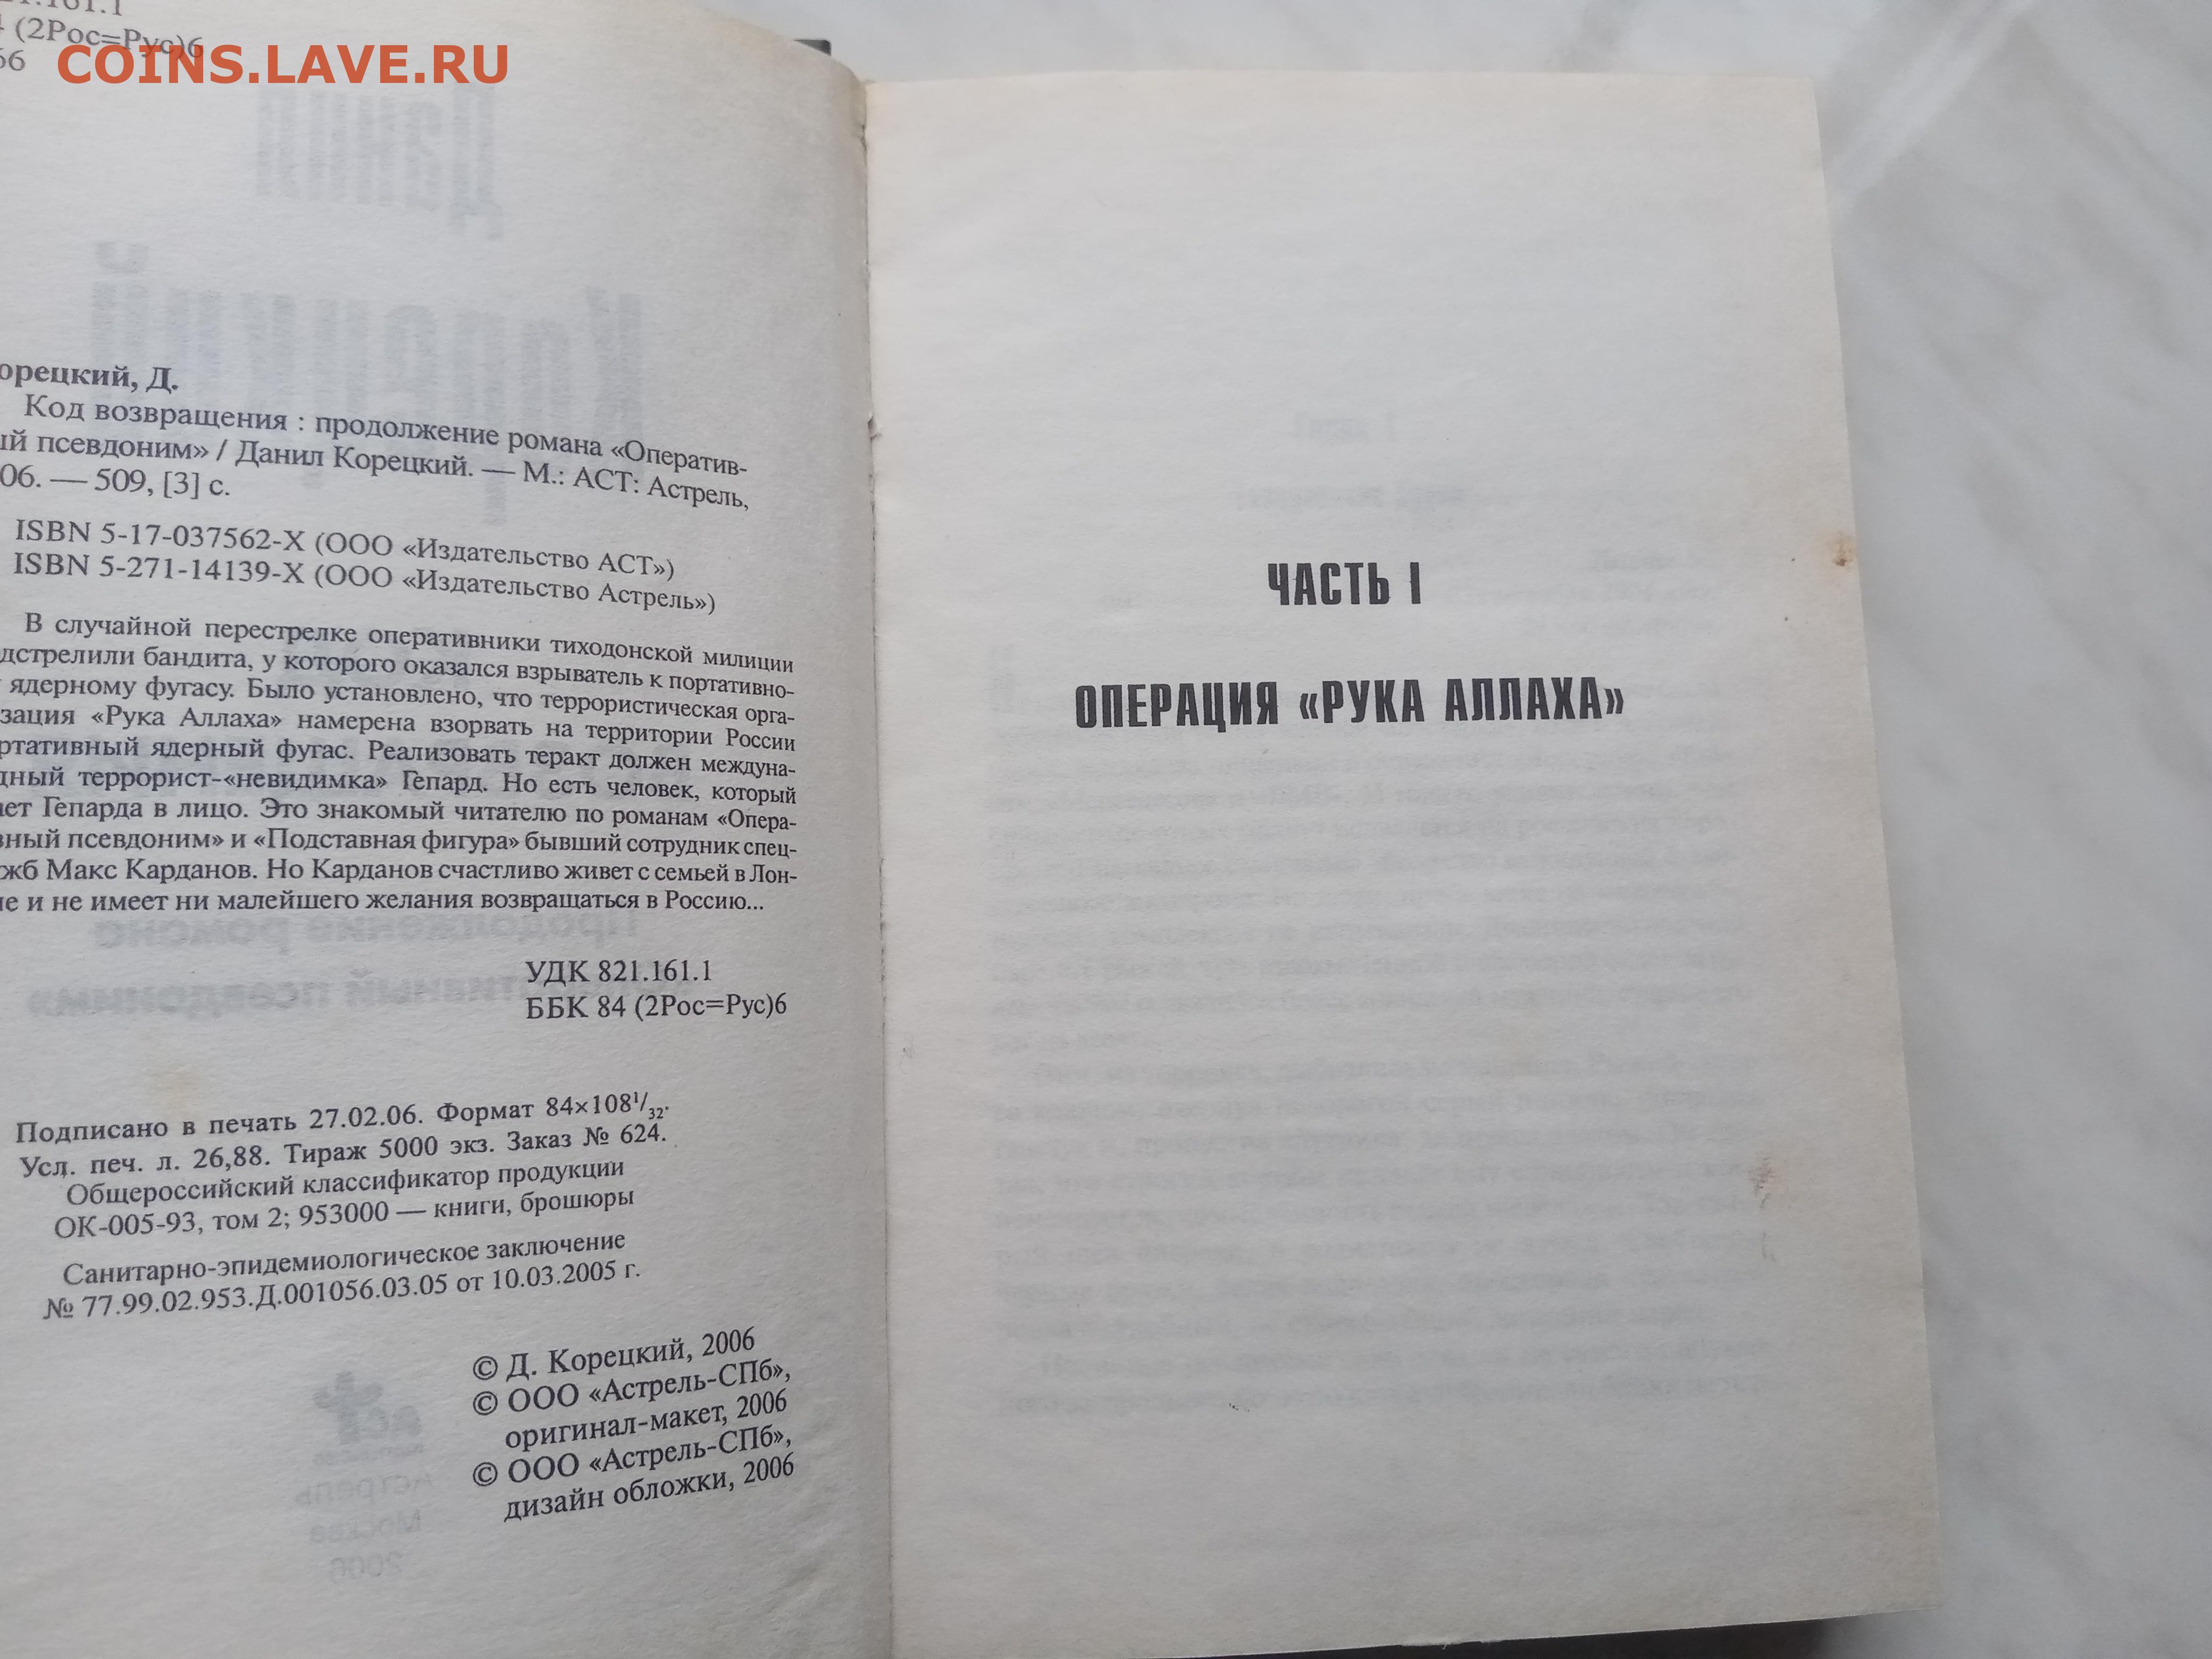 21.161.1
(2Рос=Рус)6
66
COINS.LAVE.RU
орецкий, Д.
Код возвращения : продолжение романа «Оператив-
ый псевдоним» / Данил Корецкий. — М.: АСТ: Астрель,
06. — 509, [3] с.
ISBN 5-17-037562-X (ООО «Издательство АСТ»)
ISBN 5-271-14139-X (ООО «Издательство Астрель»)
В случайной перестрелке оперативники тиходонской милиции
дстрелили бандита, у которого оказался взрыватель к портативно-
ядерному фугасу. Было установлено, что террористическая орга-
зация «Рука Аллаха» намерена взорвать на территории России
ртативный ядерный фугас. Реализовать теракт должен междуна-
дный террорист-«невидимка» Гепард. Но есть человек, который
ает Гепарда в лицо. Это знакомый читателю по романам «Опера-
вный псевдоним» и «Подставная фигура» бывший сотрудник спец-
жб Макс Карданов. Но Карданов счастливо живет с семьей в Лон-
не и не имеет ни малейшего желания возвращаться в Россию...
УДК 821.161.1
ББК 84 (2Рос=Рус)6
Подписано в печать 27.02.06. Формат 84×108¹/₃₂.
Усл. печ. л. 26,88. Тираж 5000 экз. Заказ № 624.
Общероссийский классификатор продукции
ОК-005-93, том 2; 953000 — книги, брошюры
Санитарно-эпидемиологическое заключение
№ 77.99.02.953.Д.001056.03.05 от 10.03.2005 г.
© Д. Корецкий, 2006
© ООО «Астрель-СПб»,
оригинал-макет, 2006
© ООО «Астрель-СПб»,
дизайн обложки, 2006
ЧАСТЬ I
ОПЕРАЦИЯ «РУКА АЛЛАХА»